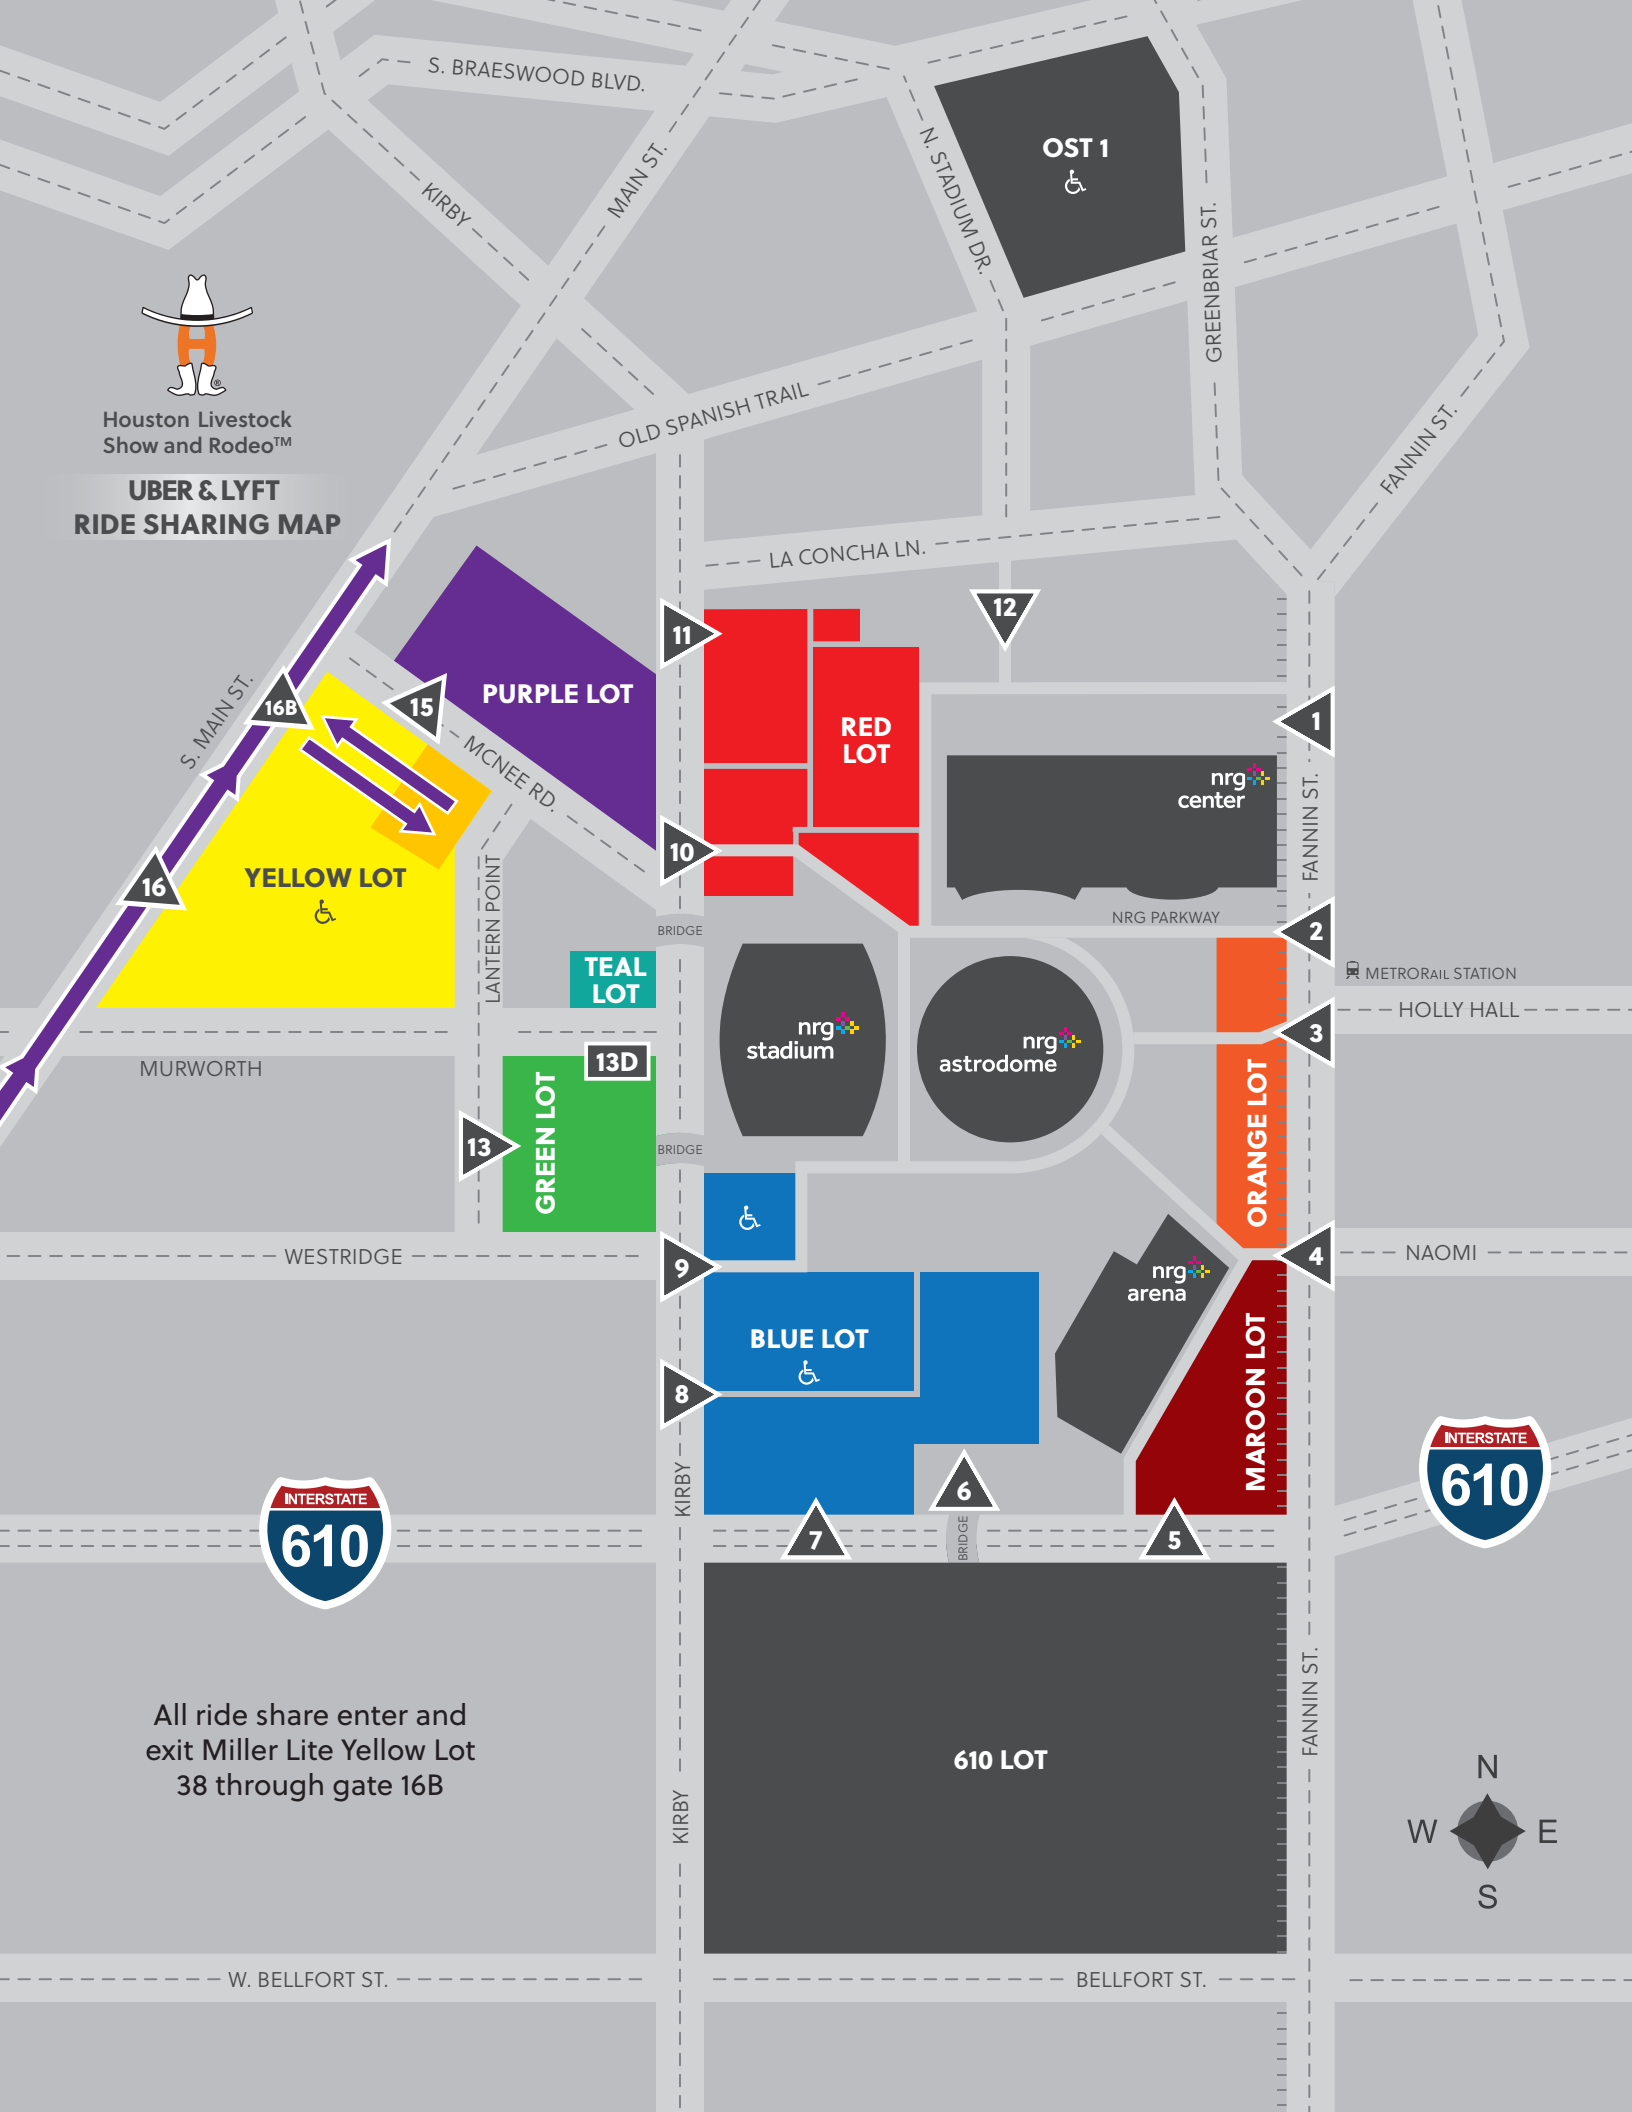 S. BRAESWOOD BLVD.
MAIN ST.
KIRBY
N. STADIUM DR.
OST 1
GREENBRIAR ST.
Houston Livestock
Show and Rodeo™
®
UBER & LYFT
RIDE SHARING MAP
OLD SPANISH TRAIL
FANNIN ST.
LA CONCHA LN.
12
11
PURPLE LOT
RED
LOT
1
S. MAIN ST.
16B
15
MCNEE RD.
nrg
center
FANNIN ST.
10
16
YELLOW LOT
LANTERN POINT
NRG PARKWAY
BRIDGE
2
TEAL
LOT
METRORAIL STATION
HOLLY HALL
3
nrg
stadium
nrg
astrodome
MURWORTH
13D
GREEN LOT
13
BRIDGE
ORANGE LOT
WESTRIDGE
9
4
NAOMI
nrg
arena
BLUE LOT
8
MAROON LOT
KIRBY
6
7
BRIDGE
5
INTERSTATE
610
INTERSTATE
610
FANNIN ST.
All ride share enter and
exit Miller Lite Yellow Lot
38 through gate 16B
610 LOT
KIRBY
N
W
E
S
W. BELLFORT ST.
BELLFORT ST.